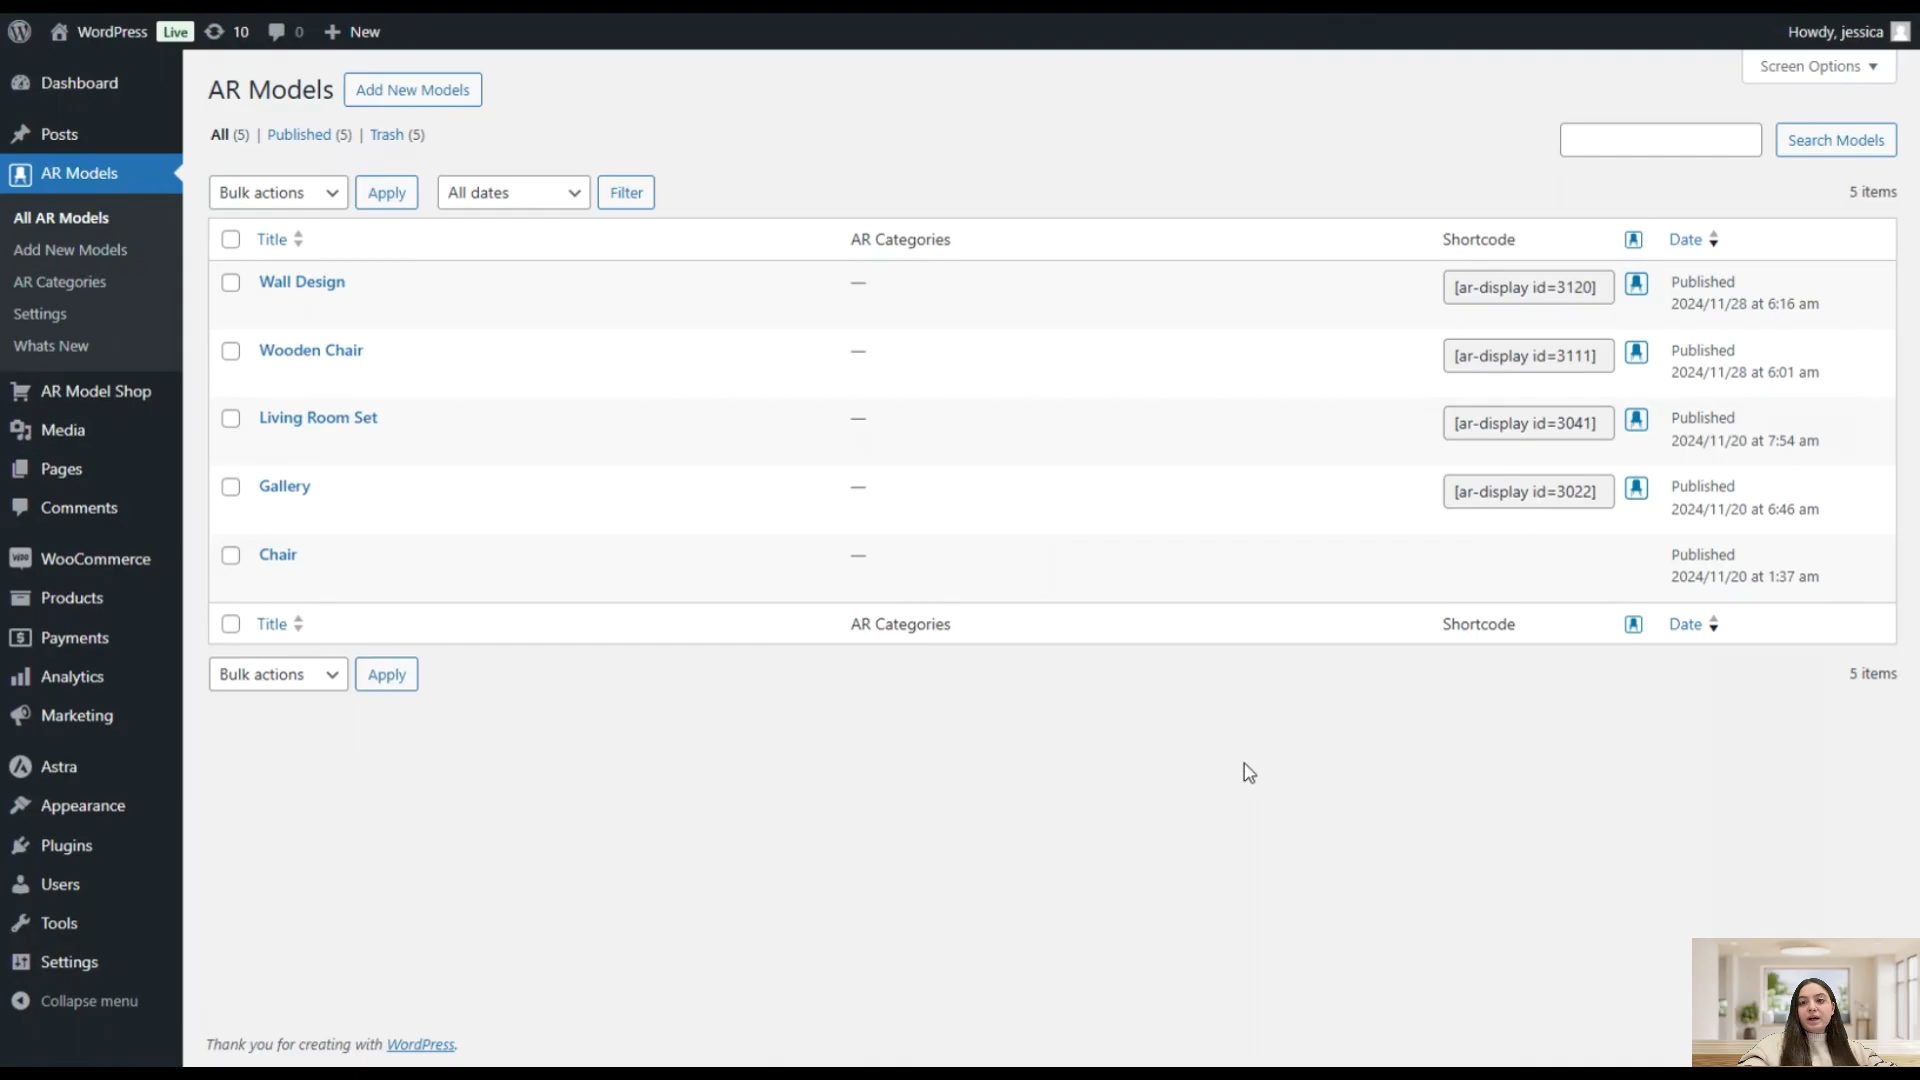 WordPress Live 10 0 + New
Howdy, jessica
Screen Options
Dashboard
Posts
AR Models
All AR Models
Add New Models
AR Categories
Settings
Whats New
AR Model Shop
Media
Pages
Comments
WooCommerce
Products
Payments
Analytics
Marketing
Astra
Appearance
Plugins
Users
Tools
Settings
Collapse menu
AR Models Add New Models
All (5) | Published (5) | Trash (5)
Search Models
Bulk actions Apply All dates Filter
5 items
Title AR Categories Shortcode Date
Wall Design — [ar-display id=3120] Published
2024/11/28 at 6:16 am
Wooden Chair — [ar-display id=3111] Published
2024/11/28 at 6:01 am
Living Room Set — [ar-display id=3041] Published
2024/11/20 at 7:54 am
Gallery — [ar-display id=3022] Published
2024/11/20 at 6:46 am
Chair — Published
2024/11/20 at 1:37 am
Title AR Categories Shortcode Date
Bulk actions Apply
5 items
Thank you for creating with WordPress.